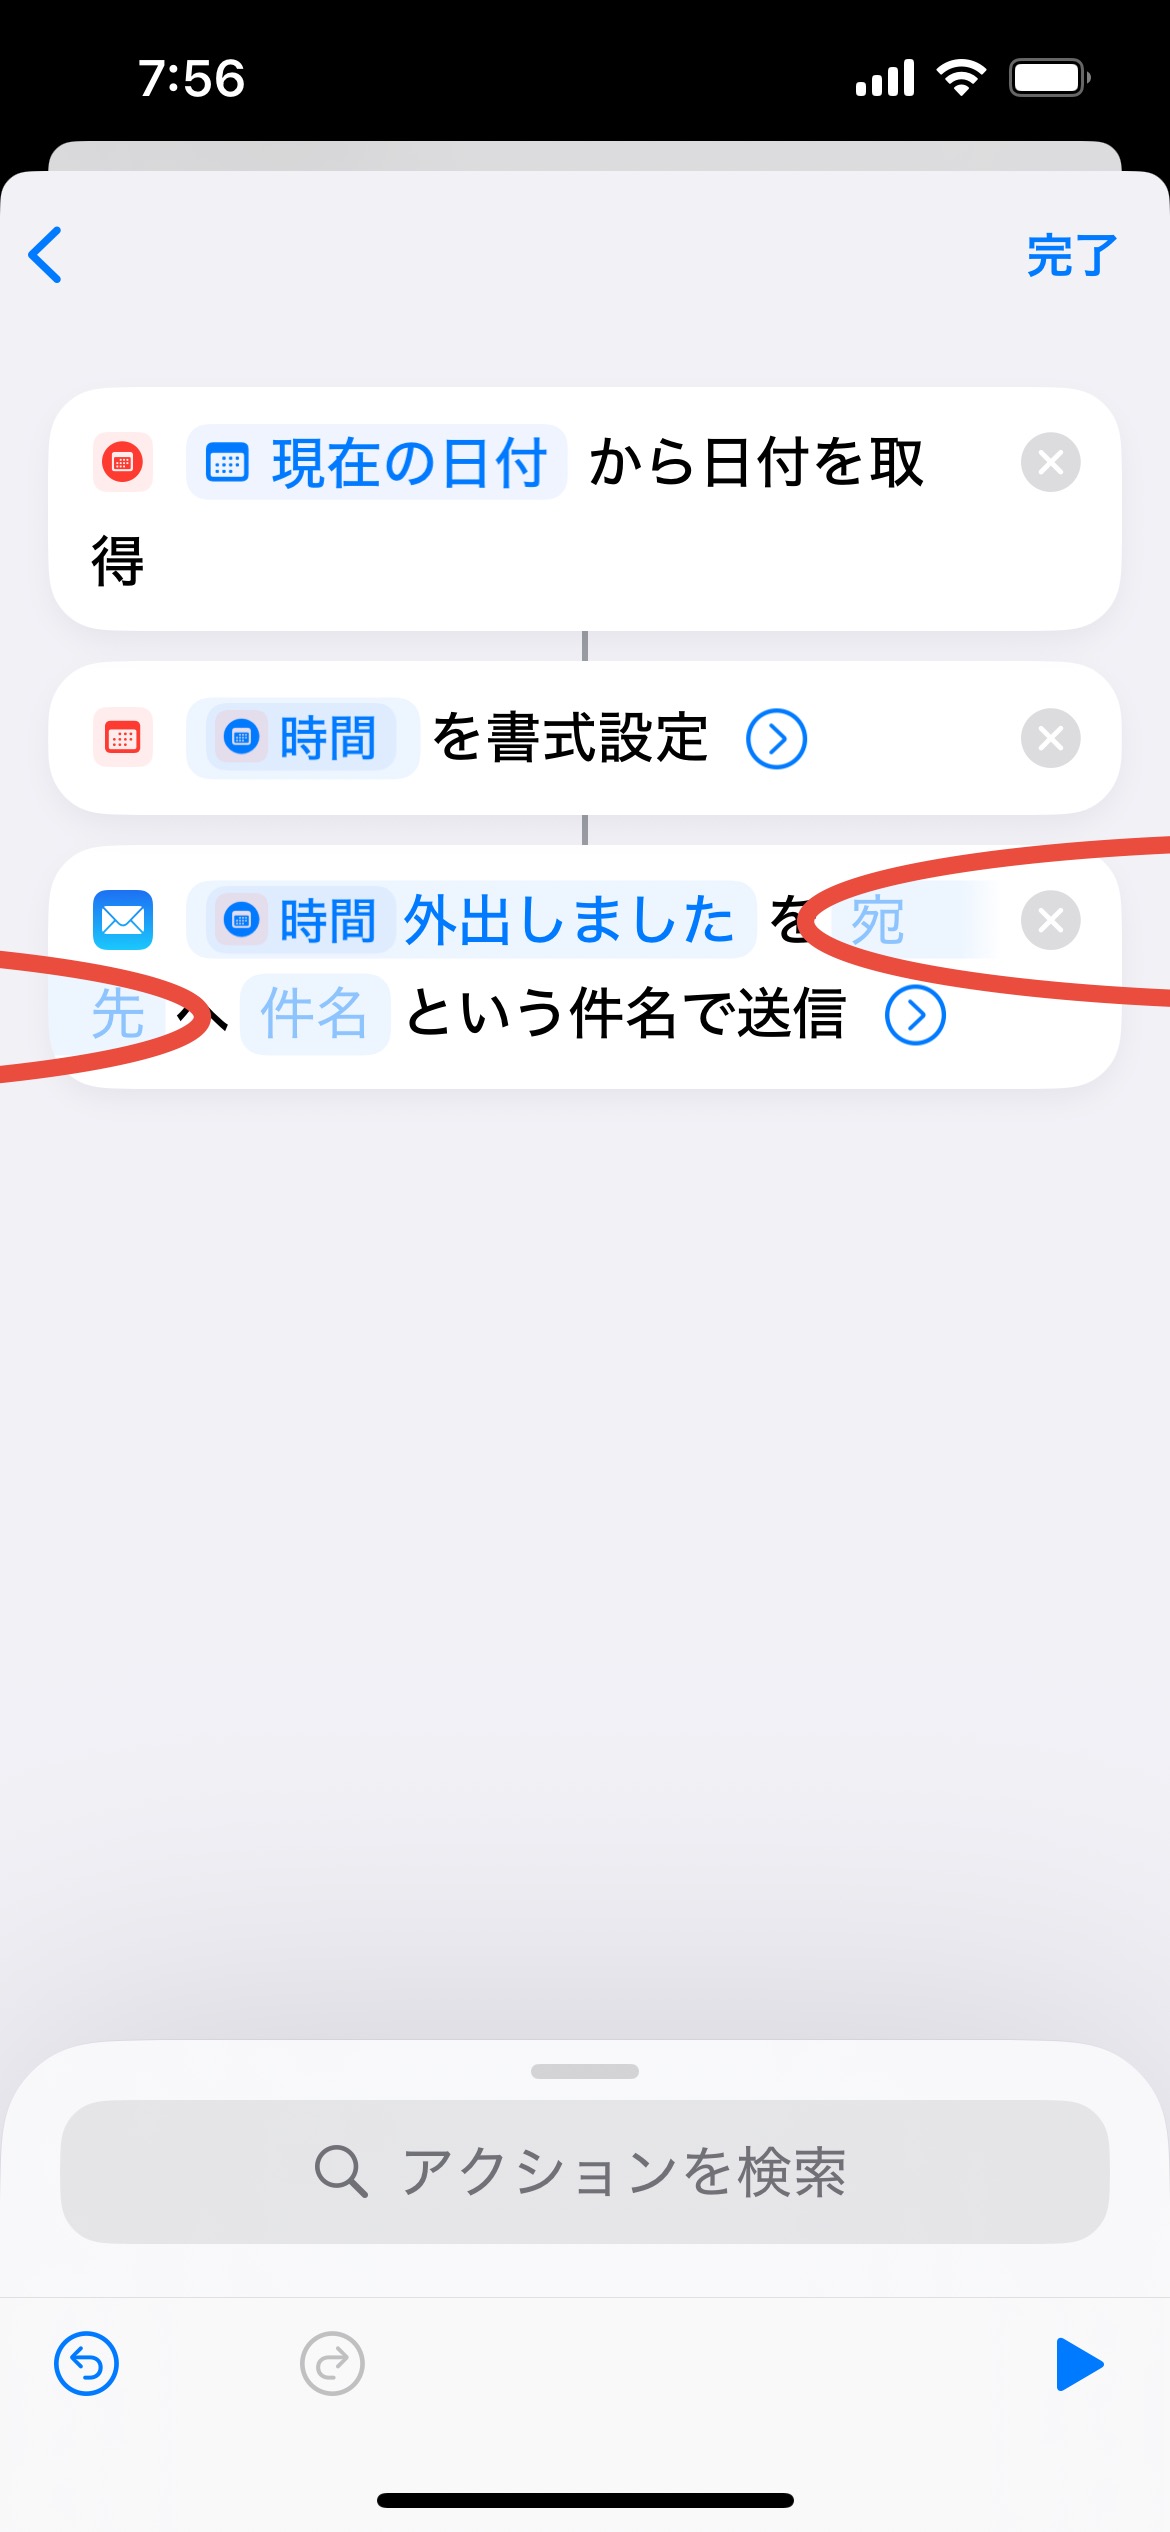 7:56
完了
現在の日付 から日付を取
得
時間 を書式設定
時間 外出しました を 宛
先 へ 件名 という件名で送信
アクションを検索